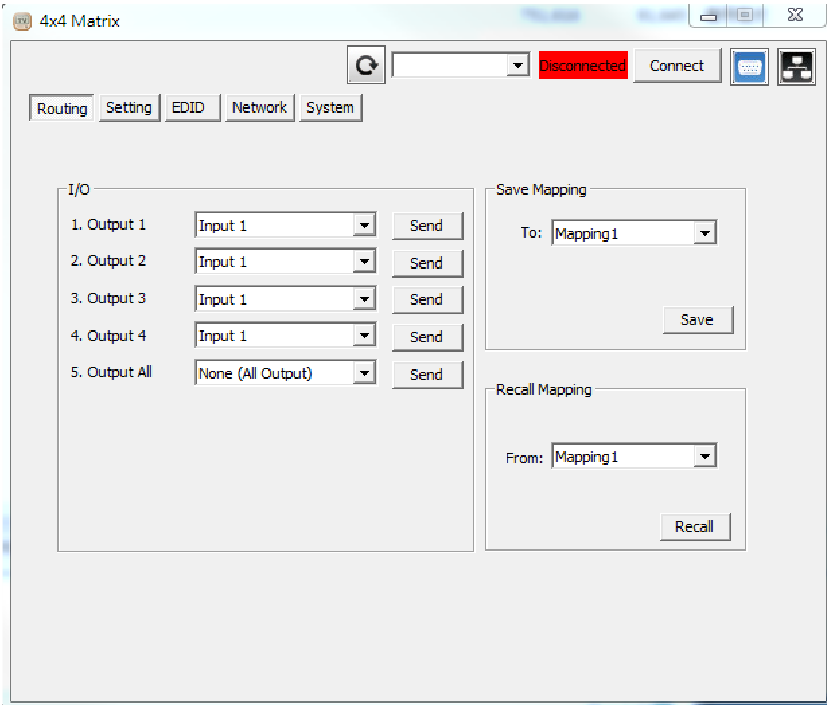 4x4 Matrix
Disconnected Connect
Routing Setting EDID Network System
I/O
1. Output 1 Input 1 Send
2. Output 2 Input 1 Send
3. Output 3 Input 1 Send
4. Output 4 Input 1 Send
5. Output All None (All Output) Send
Save Mapping
To: Mapping1
Save
Recall Mapping
From: Mapping1
Recall